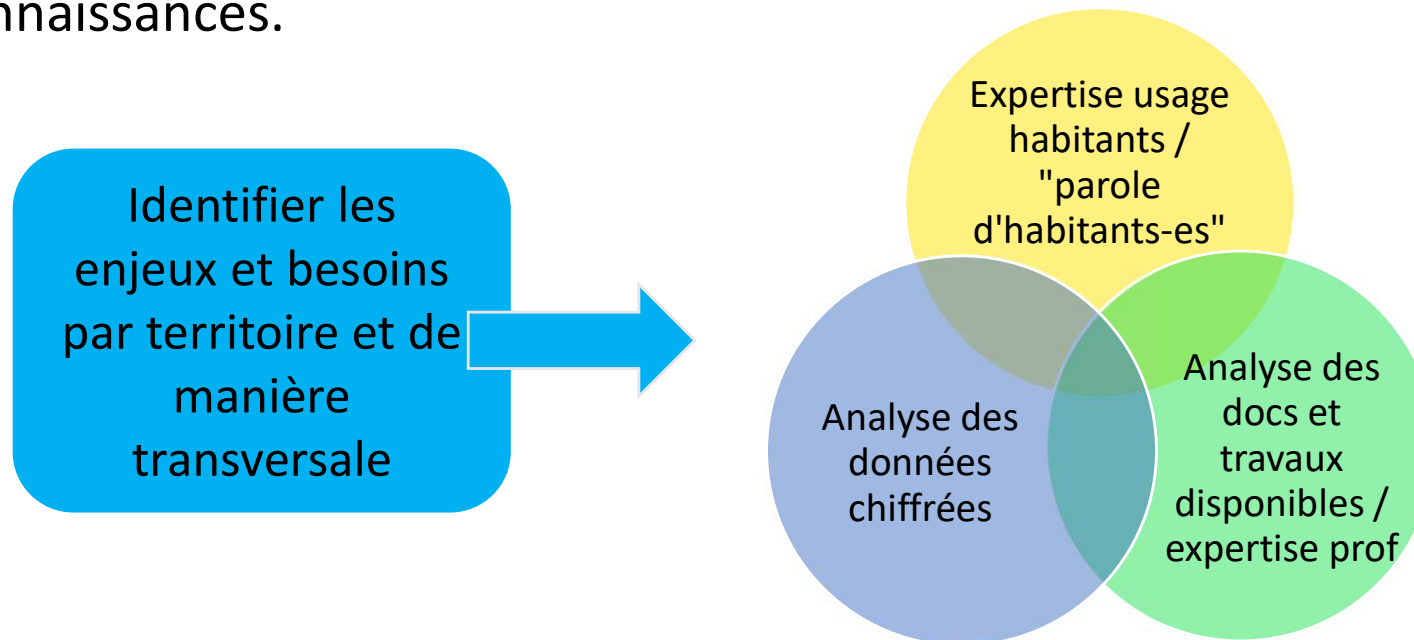 nnaissances.
Identifier les
enjeux et besoins
par territoire et de
manière
transversale
Expertise usage
habitants /
"parole
d'habitants-es"
Analyse des
données
chiffrées
Analyse des
docs et
travaux
disponibles /
expertise prof